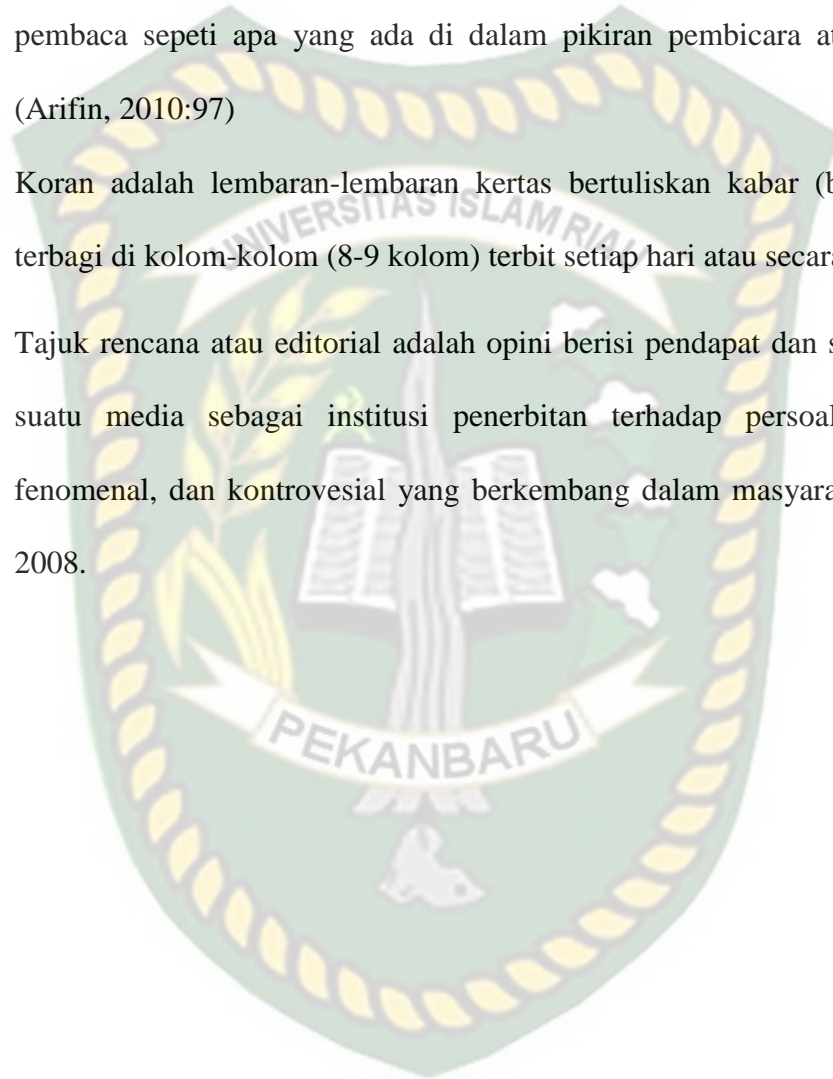 pembaca sepeti apa yang ada di dalam pikiran pembicara at
(Arifin, 2010:97)
Koran adalah lembaran-lembaran kertas bertuliskan kabar (b
UNIVERSITAS ISLAM RIAU
terbagi di kolom-kolom (8-9 kolom) terbit setiap hari atau secara
Tajuk rencana atau editorial adalah opini berisi pendapat dan s
suatu media sebagai institusi penerbitan terhadap persoal
fenomenal, dan kontrovesial yang berkembang dalam masyara
2008.
PEKANBARU